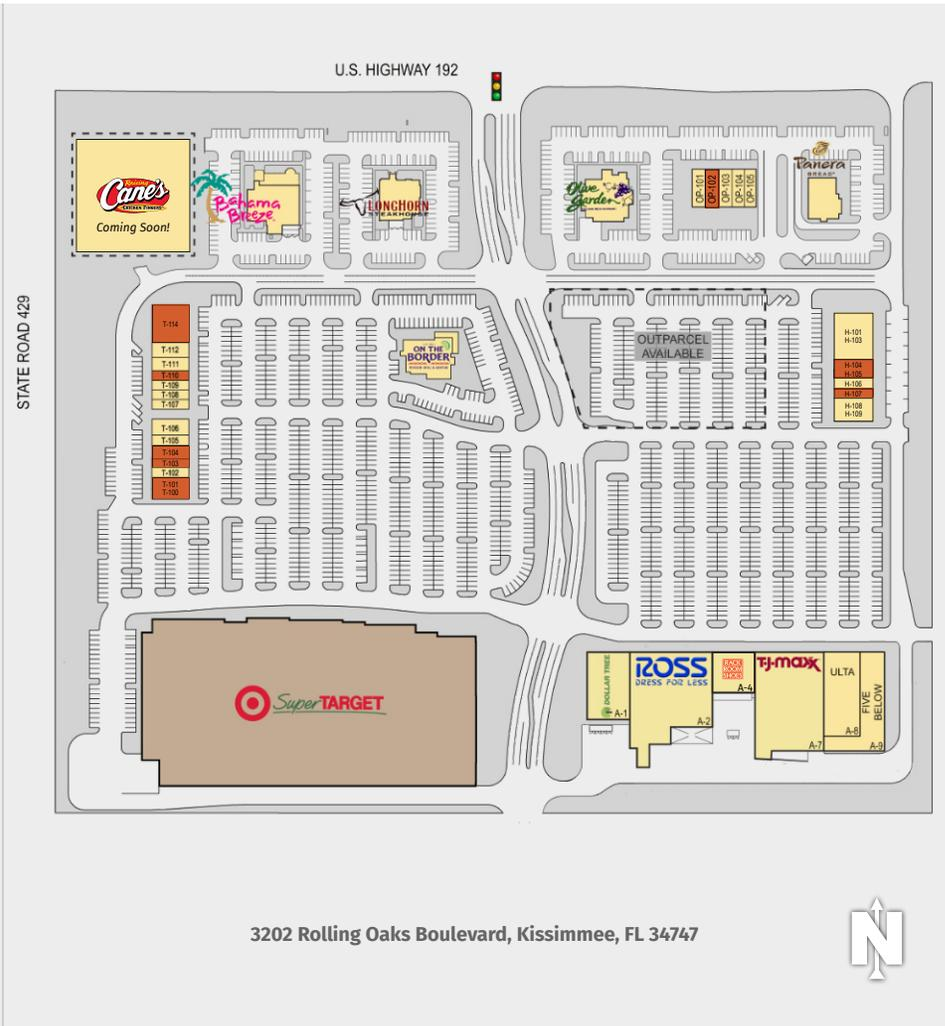 U.S. HIGHWAY 192
STATE ROAD 429
Raising
Cane's
CHICKEN FINGERS
Coming Soon!
Bahama
Breeze
LONGHORN
STEAKHOUSE
Olive
Garden
OP-101
OP-102
OP-103
OP-104
OP-105
Panera
BREAD
T-114
T-112
T-111
T-110
T-109
T-108
T-107
T-106
T-105
T-104
T-103
T-102
T-101
T-100
ON THE
BORDER
OUTPARCEL
AVAILABLE
H-101
H-103
H-104
H-105
H-106
H-107
H-108
H-109
SuperTARGET
DOLLAR TREE
A-1
ROSS
DRESS FOR LESS
A-2
RACK
ROOM
SHOES
A-4
TJ-maxx
A-7
ULTA
A-8
FIVE
BELOW
A-9
3202 Rolling Oaks Boulevard, Kissimmee, FL 34747
N